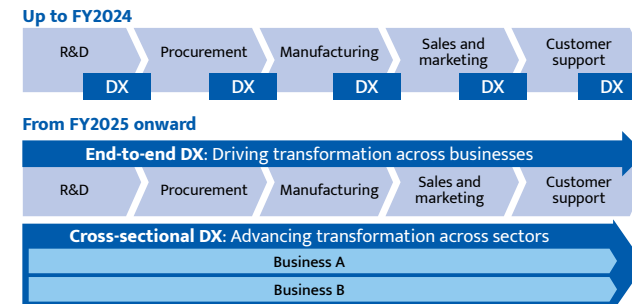 Up to FY2024
R&D
Procurement
Manufacturing
Sales and
marketing
Customer
support
DX
DX
DX
DX
DX
From FY2025 onward
End-to-end DX: Driving transformation across businesses
R&D
Procurement
Manufacturing
Sales and
marketing
Customer
support
Cross-sectional DX: Advancing transformation across sectors
Business A
Business B